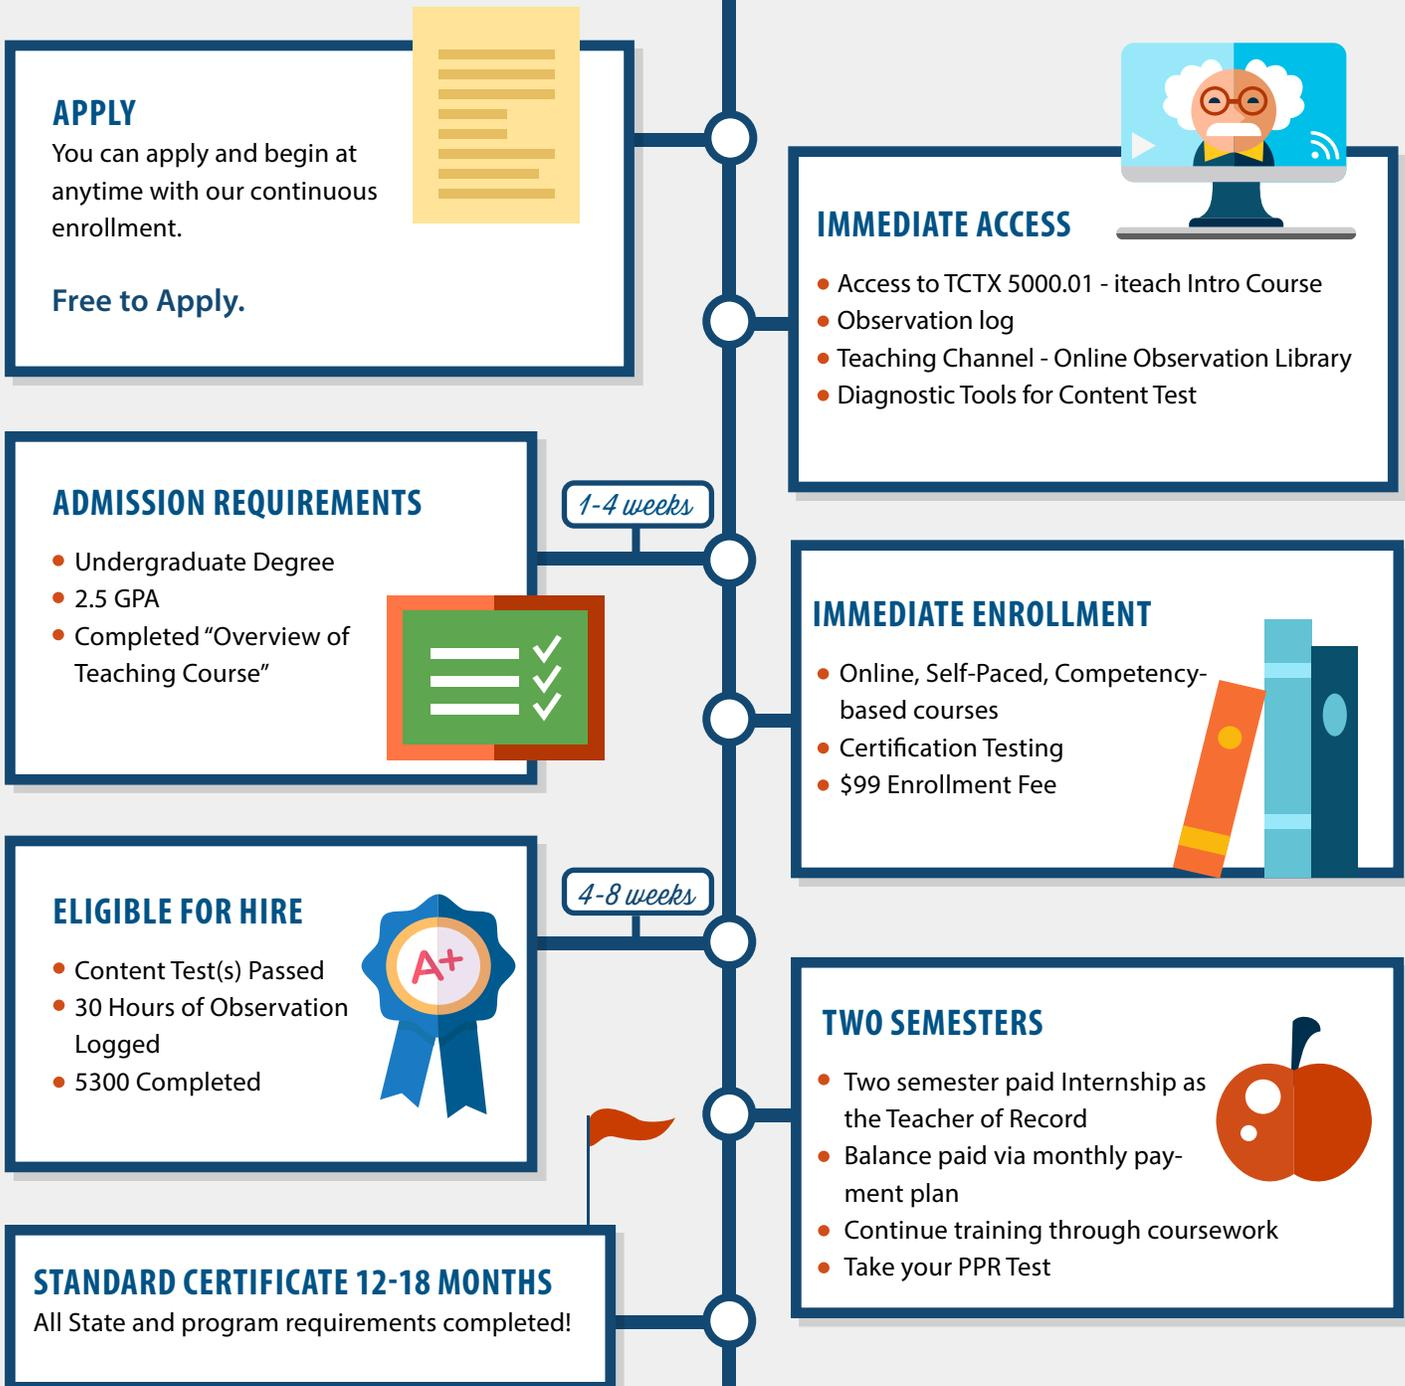 APPLY
You can apply and begin at
anytime with our continuous
enrollment.
Free to Apply.
IMMEDIATE ACCESS
Access to TCTX 5000.01 - iteach Intro Course
Observation log
Teaching Channel - Online Observation Library
Diagnostic Tools for Content Test
ADMISSION REQUIREMENTS
Undergraduate Degree
2.5 GPA
Completed “Overview of
Teaching Course”
1-4 weeks
IMMEDIATE ENROLLMENT
Online, Self-Paced, Competency-
based courses
Certification Testing
$99 Enrollment Fee
ELIGIBLE FOR HIRE
Content Test(s) Passed
30 Hours of Observation
Logged
5300 Completed
A+
4-8 weeks
TWO SEMESTERS
Two semester paid Internship as
the Teacher of Record
Balance paid via monthly pay-
ment plan
Continue training through coursework
Take your PPR Test
STANDARD CERTIFICATE 12-18 MONTHS
All State and program requirements completed!